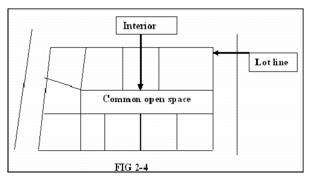 Interior
Lot line
Common open space
FIG 2-4